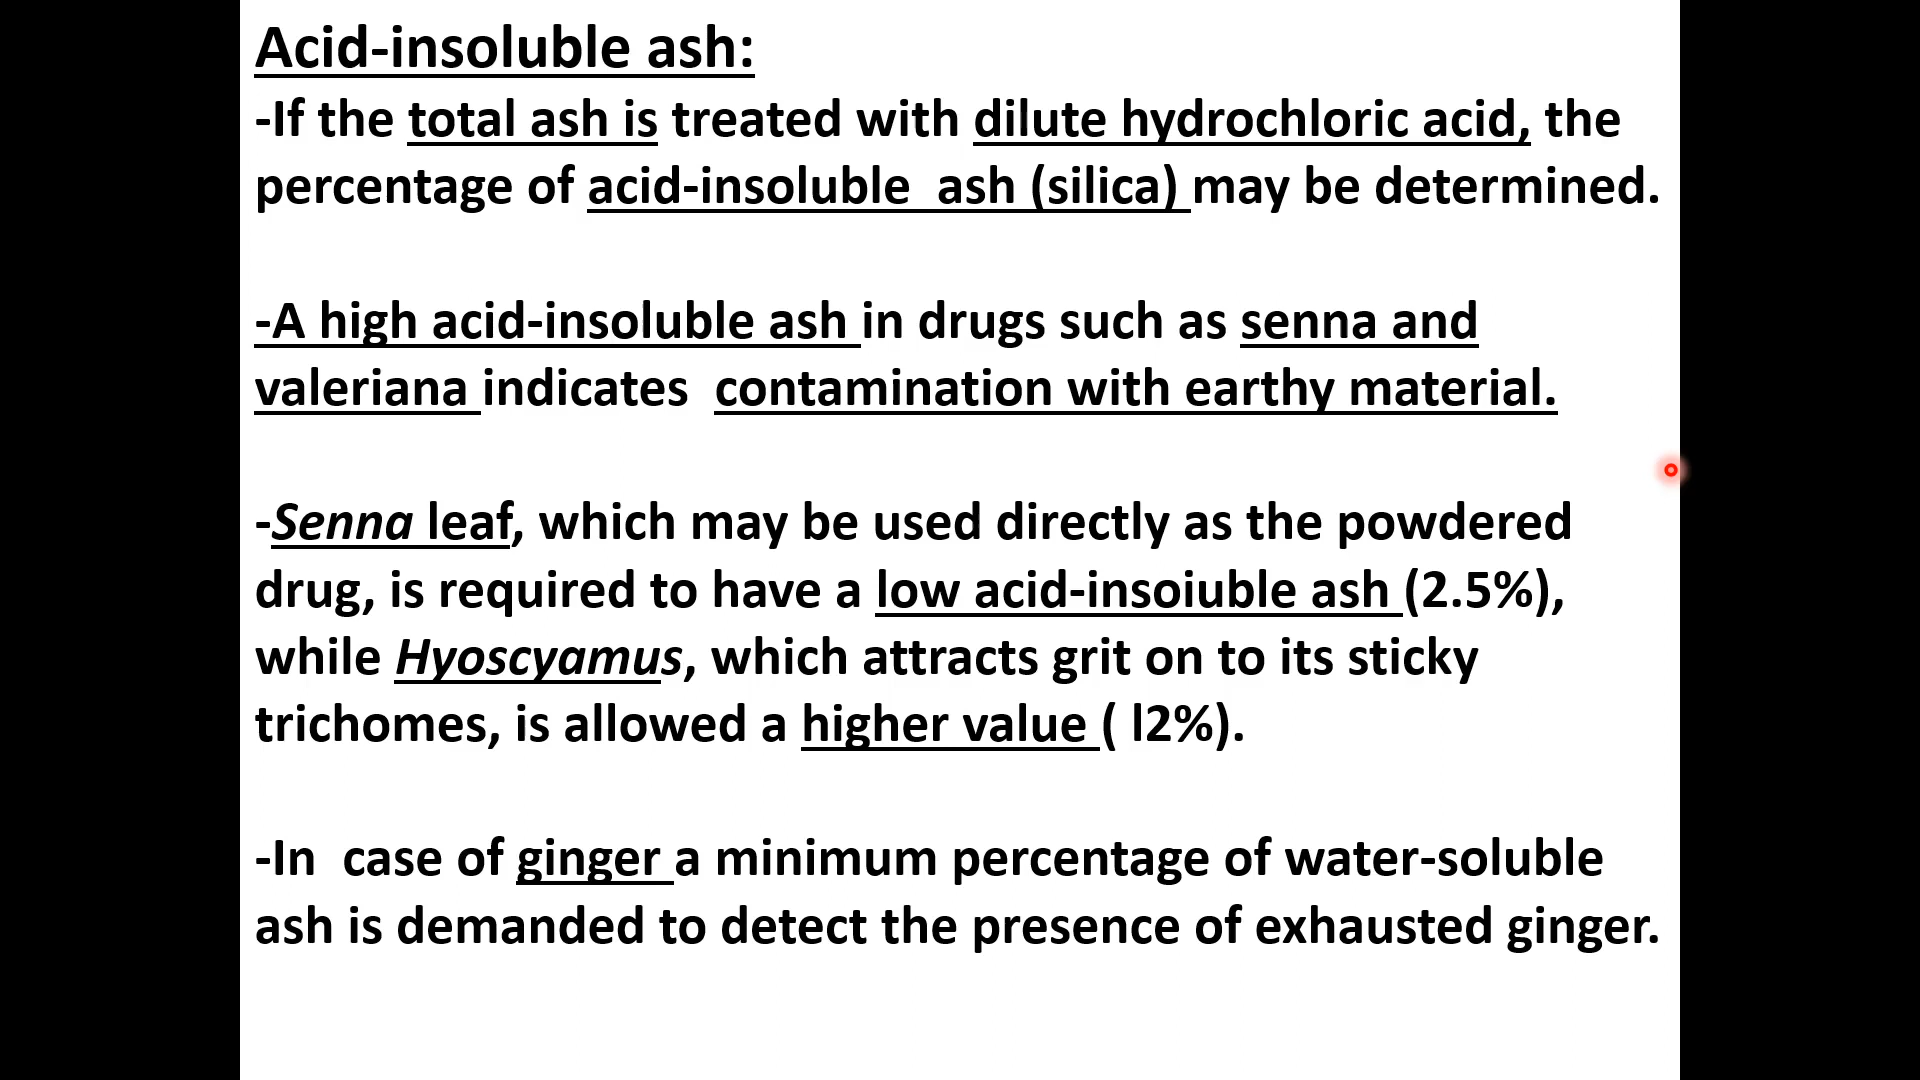 Acid-insoluble ash:
-If the total ash is treated with dilute hydrochloric acid, the
percentage of acid-insoluble  ash (silica) may be determined.
-A high acid-insoluble ash in drugs such as senna and
valeriana indicates  contamination with earthy material.
-Senna leaf, which may be used directly as the powdered
drug, is required to have a low acid-insoiuble ash (2.5%),
while Hyoscyamus, which attracts grit on to its sticky
trichomes, is allowed a higher value ( l2%).
-In  case of ginger a minimum percentage of water-soluble
ash is demanded to detect the presence of exhausted ginger.